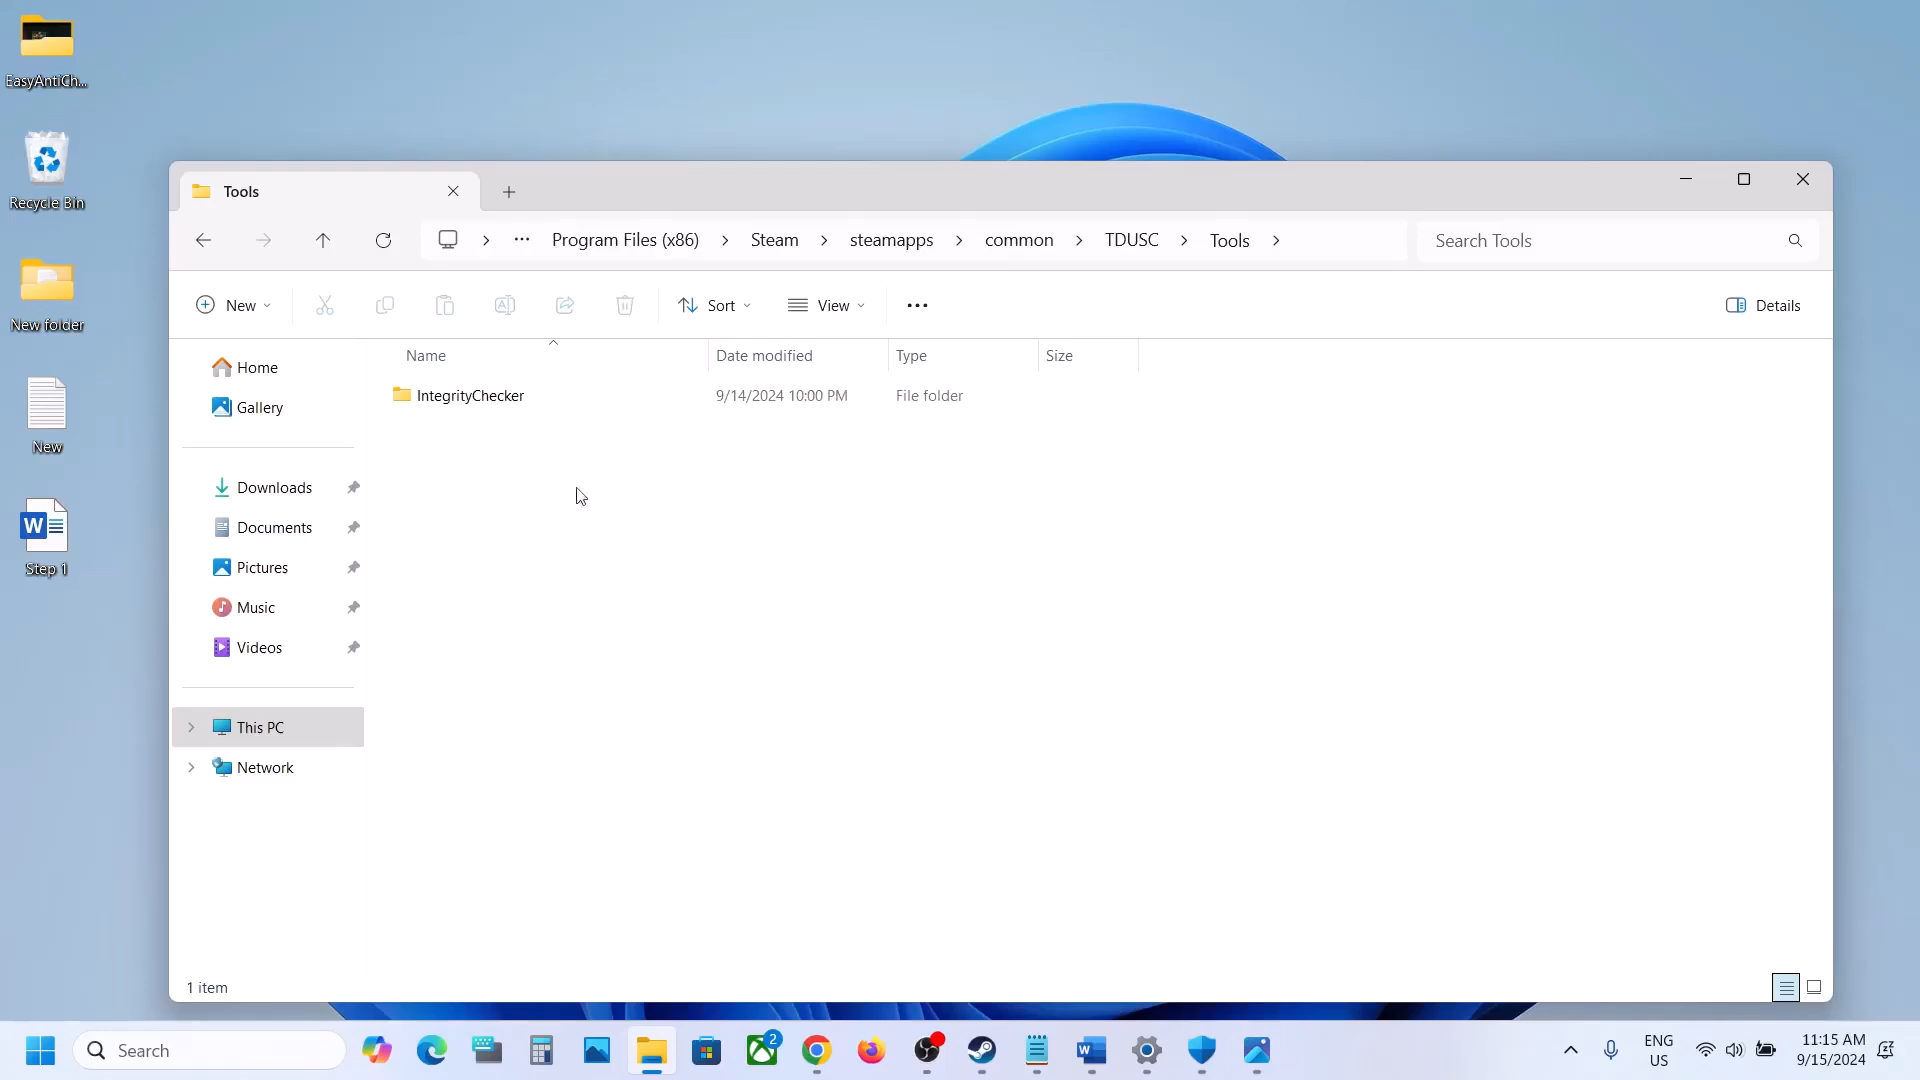 EasyAntiCh...
Recycle Bin
New folder
New
Step 1
Tools
Program Files (x86) > Steam > steamapps > common > TDUSC > Tools >
Search Tools
New
Sort
View
Details
Name
Date modified
Type
Size
IntegrityChecker
9/14/2024 10:00 PM
File folder
Home
Gallery
Downloads
Documents
Pictures
Music
Videos
This PC
Network
1 item
Search
2
ENG
US
11:15 AM
9/15/2024